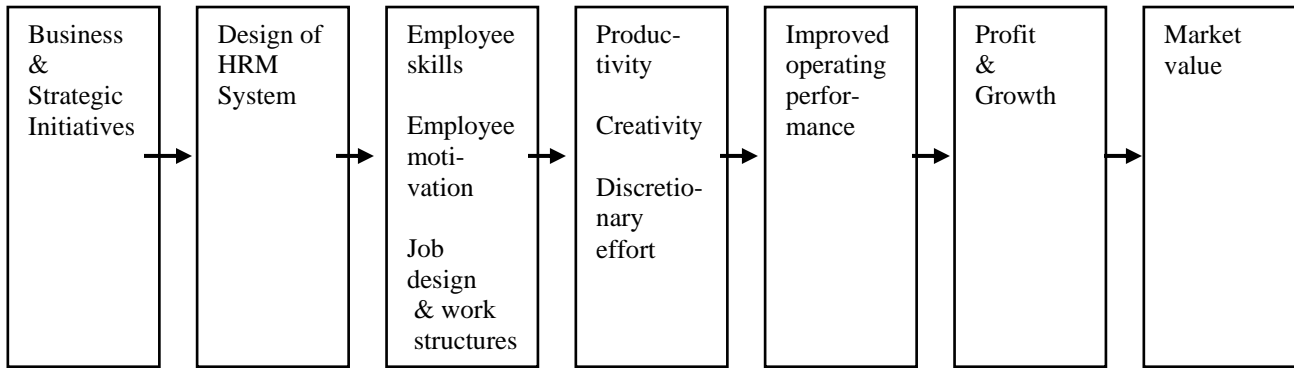 Business
&
Strategic
Initiatives
Design of
HRM
System
Employee
skills
Employee
moti-
vation
Job
design
& work
structures
Produc-
tivity
Creativity
Discretio-
nary
effort
Improved
operating
perfor-
mance
Profit
&
Growth
Market
value